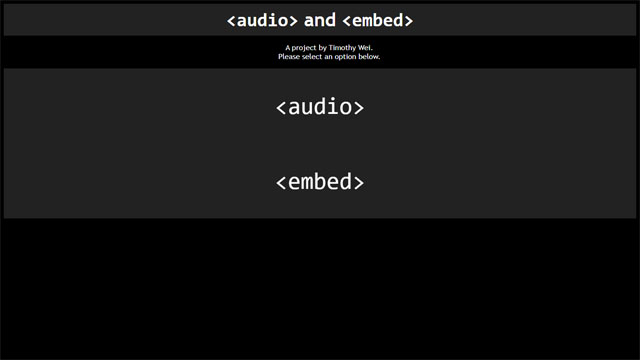 <audio> and <embed>
A project by Timothy Wei.
Please select an option below.
<audio>
<embed>